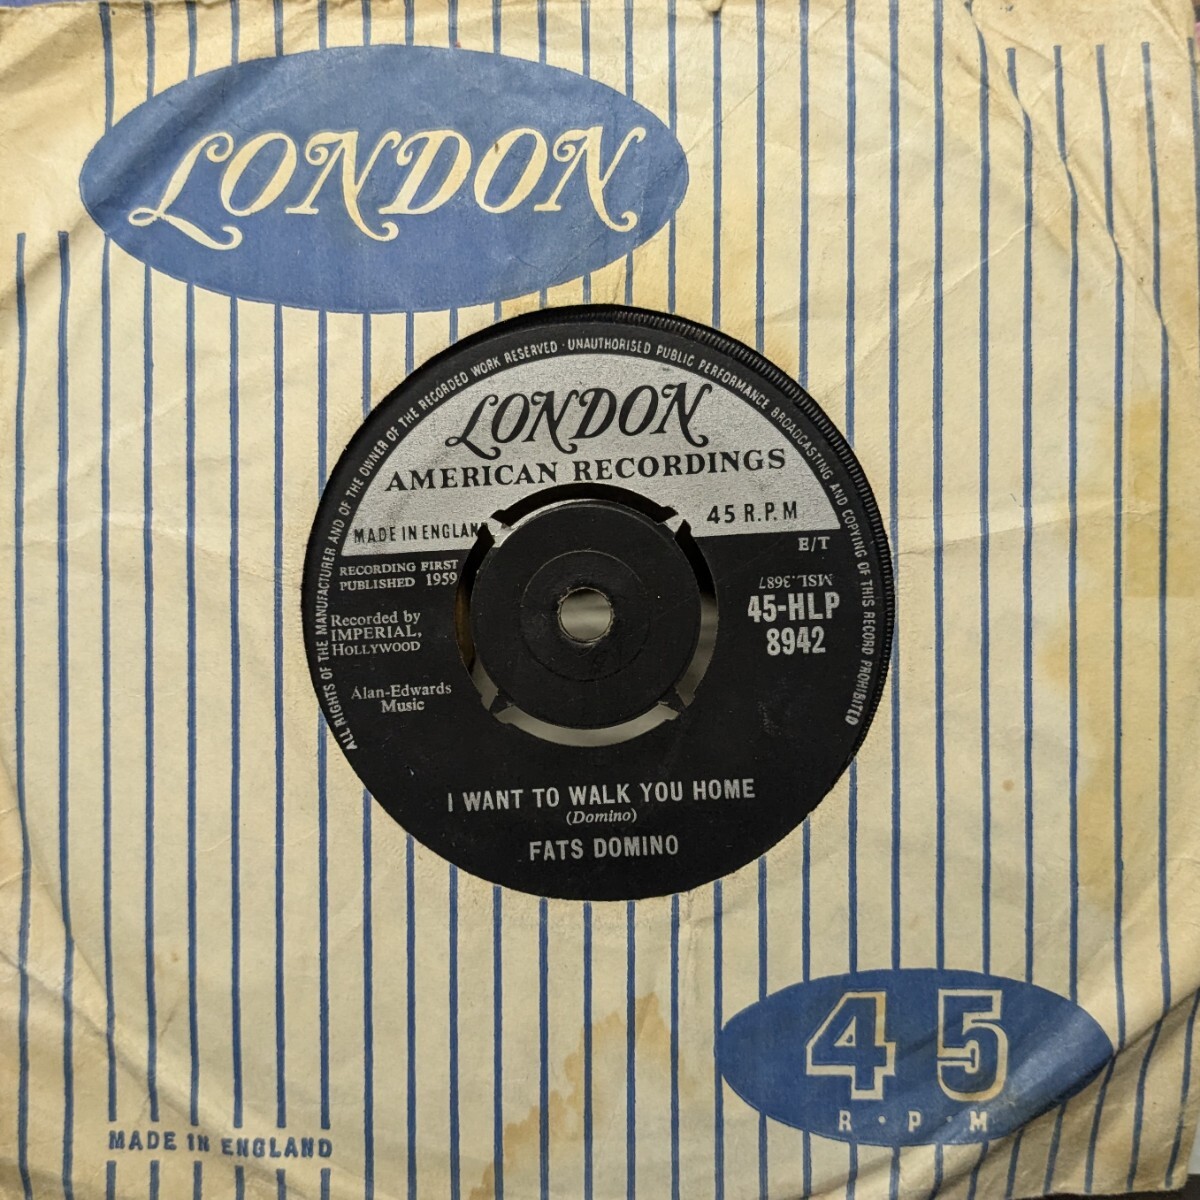 LONDON
ALL RIGHTS OF THE MANUFACTURER AND OF THE OWNER OF THE RECORDED WORK RESERVED · UNAUTHORISED PUBLIC PERFORMANCE BROADCASTING AND COPYING OF THIS RECORD PROHIBITED
LONDON
AMERICAN RECORDINGS
MADE IN ENGLAND
45 R.P.M
E/T
RECORDING FIRST
PUBLISHED 1959
MSL.3687
45-HLP
8942
Recorded by
IMPERIAL,
HOLLYWOOD
Alan-Edwards
Music
I WANT TO WALK YOU HOME
(Domino)
FATS DOMINO
45
R·P·M
MADE IN ENGLAND